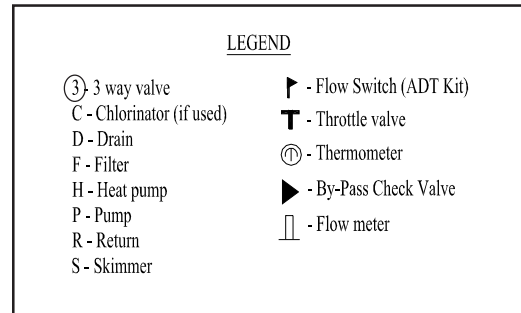 LEGEND
3 - 3 way valve
C - Chlorinator (if used)
D - Drain
F - Filter
H - Heat pump
P - Pump
R - Return
S - Skimmer
- Flow Switch (ADT Kit)
- Throttle valve
- Thermometer
- By-Pass Check Valve
- Flow meter